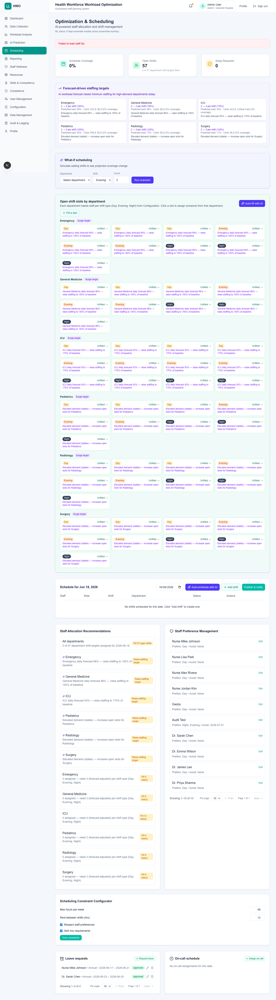 HWO
Health Workforce Workload Optimization
AI-powered staff planning system
Admin User
Admin • General Hospital
Profile
Sign out
Dashboard
Data Collection
Workload Analysis
AI Prediction
Scheduling
Reporting
Staff Wellness
Resources
Skills & Competency
Compliance
User Management
Configuration
Data Management
Audit & Logging
Profile
N
Optimization & Scheduling
AI-powered staff allocation and shift management
ML status: 6 dept ensemble models active (ensemble-monthly)
Failed to load staff list
Schedule Coverage
0%
Open Shifts
57
0 of 57 department shift targets filled
Swap Requests
0
Forecast-driven staffing targets
AI workload forecast raised minimum staffing for high-demand departments today.
Emergency
2 → 3 per shift (150%)
Predicted load: 89% · Certs: ACLS, BLS (0% coverage)
Emergency daily forecast 89% — raise staffing to 150% of
baseline
General Medicine
2 → 3 per shift (150%)
Predicted load: 86% · Certs: BLS (0% coverage)
General Medicine daily forecast 86% — raise staffing to 150%
of baseline
ICU
2 → 4 per shift (175%)
Predicted load: 93% · Certs: ACLS, Critical Care (0%
coverage)
ICU daily forecast 93% — raise staffing to 175% of baseline
Pediatrics
2 → 3 per shift (125%)
Predicted load: 65% · Certs: PALS, BLS (0% coverage)
Elevated demand (stable) — increase open slots for
Pediatrics
Radiology
2 → 3 per shift (125%)
Predicted load: 73% · Certs: BLS (0% coverage)
Elevated demand (stable) — increase open slots for
Radiology
Surgery
2 → 3 per shift (125%)
Predicted load: 71% · Certs: BLS (0% coverage)
Elevated demand (stable) — increase open slots for Surgery
What-if scheduling
Simulate adding shifts to see projected coverage change.
Department
Shift
Count
Select department
Evening
2
Run scenario
Open shift slots by department
Each department needs staff per shift type (Day, Evening, Night) from Configuration. Click a slot to assign someone from that department.
Auto-fill with AI
+ Fill a slot
Emergency Surge target
Day Unfilled → Day Unfilled → Day Unfilled → Evening Unfilled →
Emergency daily forecast 89% — raise Emergency daily forecast 89% — raise Emergency daily forecast 89% — raise Emergency daily forecast 89% — raise
staffing to 150% of baseline staffing to 150% of baseline staffing to 150% of baseline staffing to 150% of baseline
Evening Unfilled → Evening Unfilled → Night Unfilled → Night Unfilled →
Emergency daily forecast 89% — raise Emergency daily forecast 89% — raise Emergency daily forecast 89% — raise Emergency daily forecast 89% — raise
staffing to 150% of baseline staffing to 150% of baseline staffing to 150% of baseline staffing to 150% of baseline
Night Unfilled →
Emergency daily forecast 89% — raise
staffing to 150% of baseline
General Medicine Surge target
Day Unfilled → Day Unfilled → Day Unfilled → Evening Unfilled →
General Medicine daily forecast 86% — General Medicine daily forecast 86% — General Medicine daily forecast 86% — General Medicine daily forecast 86% —
raise staffing to 150% of baseline raise staffing to 150% of baseline raise staffing to 150% of baseline raise staffing to 150% of baseline
Evening Unfilled → Evening Unfilled → Night Unfilled → Night Unfilled →
General Medicine daily forecast 86% — General Medicine daily forecast 86% — General Medicine daily forecast 86% — General Medicine daily forecast 86% —
raise staffing to 150% of baseline raise staffing to 150% of baseline raise staffing to 150% of baseline raise staffing to 150% of baseline
Night Unfilled →
General Medicine daily forecast 86% —
raise staffing to 150% of baseline
ICU Surge target
Day Unfilled → Day Unfilled → Day Unfilled → Day Unfilled →
ICU daily forecast 93% — raise staffing to ICU daily forecast 93% — raise staffing to ICU daily forecast 93% — raise staffing to ICU daily forecast 93% — raise staffing to
175% of baseline 175% of baseline 175% of baseline 175% of baseline
Evening Unfilled → Evening Unfilled → Evening Unfilled → Evening Unfilled →
ICU daily forecast 93% — raise staffing to ICU daily forecast 93% — raise staffing to ICU daily forecast 93% — raise staffing to ICU daily forecast 93% — raise staffing to
175% of baseline 175% of baseline 175% of baseline 175% of baseline
Night Unfilled → Night Unfilled → Night Unfilled → Night Unfilled →
ICU daily forecast 93% — raise staffing to ICU daily forecast 93% — raise staffing to ICU daily forecast 93% — raise staffing to ICU daily forecast 93% — raise staffing to
175% of baseline 175% of baseline 175% of baseline 175% of baseline
Pediatrics Surge target
Day Unfilled → Day Unfilled → Day Unfilled → Evening Unfilled →
Elevated demand (stable) — increase open Elevated demand (stable) — increase open Elevated demand (stable) — increase open Elevated demand (stable) — increase open
slots for Pediatrics slots for Pediatrics slots for Pediatrics slots for Pediatrics
Evening Unfilled → Evening Unfilled → Night Unfilled → Night Unfilled →
Elevated demand (stable) — increase open Elevated demand (stable) — increase open Elevated demand (stable) — increase open Elevated demand (stable) — increase open
slots for Pediatrics slots for Pediatrics slots for Pediatrics slots for Pediatrics
Night Unfilled →
Elevated demand (stable) — increase open
slots for Pediatrics
Radiology Surge target
Day Unfilled → Day Unfilled → Day Unfilled → Evening Unfilled →
Elevated demand (stable) — increase open Elevated demand (stable) — increase open Elevated demand (stable) — increase open Elevated demand (stable) — increase open
slots for Radiology slots for Radiology slots for Radiology slots for Radiology
Evening Unfilled → Evening Unfilled → Night Unfilled → Night Unfilled →
Elevated demand (stable) — increase open Elevated demand (stable) — increase open Elevated demand (stable) — increase open Elevated demand (stable) — increase open
slots for Radiology slots for Radiology slots for Radiology slots for Radiology
Night Unfilled →
Elevated demand (stable) — increase open
slots for Radiology
Surgery Surge target
Day Unfilled → Day Unfilled → Day Unfilled → Evening Unfilled →
Elevated demand (stable) — increase open Elevated demand (stable) — increase open Elevated demand (stable) — increase open Elevated demand (stable) — increase open
slots for Surgery slots for Surgery slots for Surgery slots for Surgery
Evening Unfilled → Evening Unfilled → Night Unfilled → Night Unfilled →
Elevated demand (stable) — increase open Elevated demand (stable) — increase open Elevated demand (stable) — increase open Elevated demand (stable) — increase open
slots for Surgery slots for Surgery slots for Surgery slots for Surgery
Night Unfilled →
Elevated demand (stable) — increase open
slots for Surgery
Schedule for Jun 18, 2026
18/06/2026
Auto-schedule with AI
+ Add shift
Publish & notify
Staff Role Shift Department Status Actions
No shifts scheduled for this date. Click "Add shift" to create one.
Staff Allocation Recommendations
All departments
0 of 57 department shift targets assigned for 2026-06-18
Fill 57 open shifts
Emergency
Emergency daily forecast 89% — raise staffing to 150% of
baseline
Raise staffing
target
General Medicine
General Medicine daily forecast 86% — raise staffing to
150% of baseline
Raise staffing
target
ICU
ICU daily forecast 93% — raise staffing to 175% of
baseline
Raise staffing
target
Pediatrics
Elevated demand (stable) — increase open slots for
Pediatrics
Raise staffing
target
Radiology
Elevated demand (stable) — increase open slots for
Radiology
Raise staffing
target
Surgery
Elevated demand (stable) — increase open slots for
Surgery
Raise staffing
target
Emergency
0 assigned — need 3 (forecast-adjusted) per shift type (Day,
Evening, Night)
Fill 9
slot(s)
General Medicine
0 assigned — need 3 (forecast-adjusted) per shift type (Day,
Evening, Night)
Fill 9
slot(s)
ICU
0 assigned — need 4 (forecast-adjusted) per shift type (Day,
Evening, Night)
Fill 12
slot(s)
Pediatrics
0 assigned — need 3 (forecast-adjusted) per shift type (Day,
Evening, Night)
Fill 9
slot(s)
Radiology
0 assigned — need 3 (forecast-adjusted) per shift type (Day,
Evening, Night)
Fill 9
slot(s)
Surgery
0 assigned — need 3 (forecast-adjusted) per shift type (Day,
Evening, Night)
Fill 9
slot(s)
Staff Preference Management
Nurse Mike Johnson Edit
Prefers: Day • Avoid: None
Nurse Lisa Park Edit
Prefers: Day • Avoid: None
Nurse Alex Rivera Edit
Prefers: Day • Avoid: None
Nurse Jordan Kim Edit
Prefers: Day • Avoid: None
Gwiza Edit
Prefers: Day • Avoid: None
Audit Test Edit
Prefers: Night, Evening • Avoid: 2026-07-01
Dr. Sarah Chen Edit
Prefers: Day • Avoid: None
Dr. Emma Wilson Edit
Prefers: Day • Avoid: None
Dr. James Lee Edit
Prefers: Day • Avoid: None
Dr. Priya Sharma Edit
Prefers: Day • Avoid: None
Showing 1–10 of 10 Per page 10 Prev Page 1 of 1 Next
Scheduling Constraint Configurator
Max hours per week 48
Rest between shifts (hrs) 12
Respect staff preferences
Skill mix requirements
Save constraints
Leave requests
+ Request leave
Nurse Mike Johnson • Annual • 2026-06-17 – 2026-06-21 approved
Dr. Sarah Chen • Annual • 2026-06-23 – 2026-06-25 approved
Showing 1–2 of 2 Per page 10 Prev Page 1 of 1 Next
On-call schedule
+ Assign on-call
No on-call assignments for this date